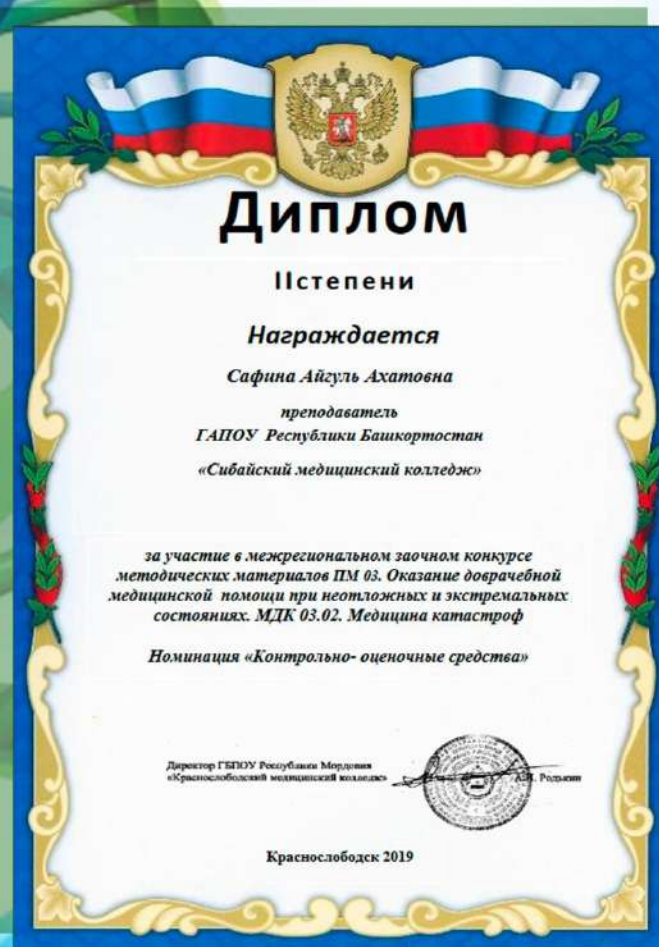 Диплом
IIстепени
Награждается
Сафина Айгуль Ахатовна
преподаватель
ГАПОУ Республики Башкортостан
«Сибайский медицинский колледж»
за участие в межрегиональном заочном конкурсе
методических материалов ПМ 03. Оказание доврачебной
медицинской помощи при неотложных и экстремальных
состояниях. МДК 03.02. Медицина катастроф
Номинация «Контрольно- оценочные средства»
Директор ГБПОУ Республики Мордовия
«Краснослободский медицинский колледж» А.И. Родькин
Краснослободск 2019